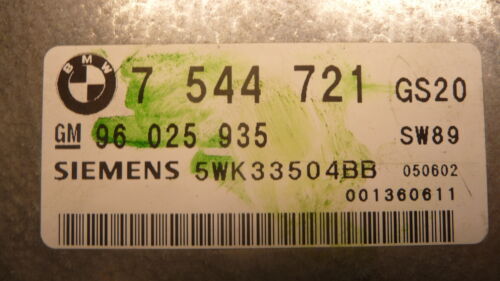 BMW 7 544 721 GS20
GM 96 025 935 SW89
SIEMENS 5WK33504BB 050602
001360611